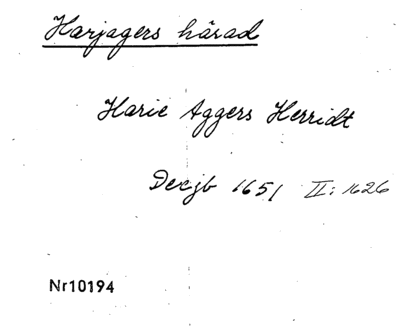 Harjagers härad
Harie Aggers Herridt
Decjb 1651 II: 1626
Nr10194